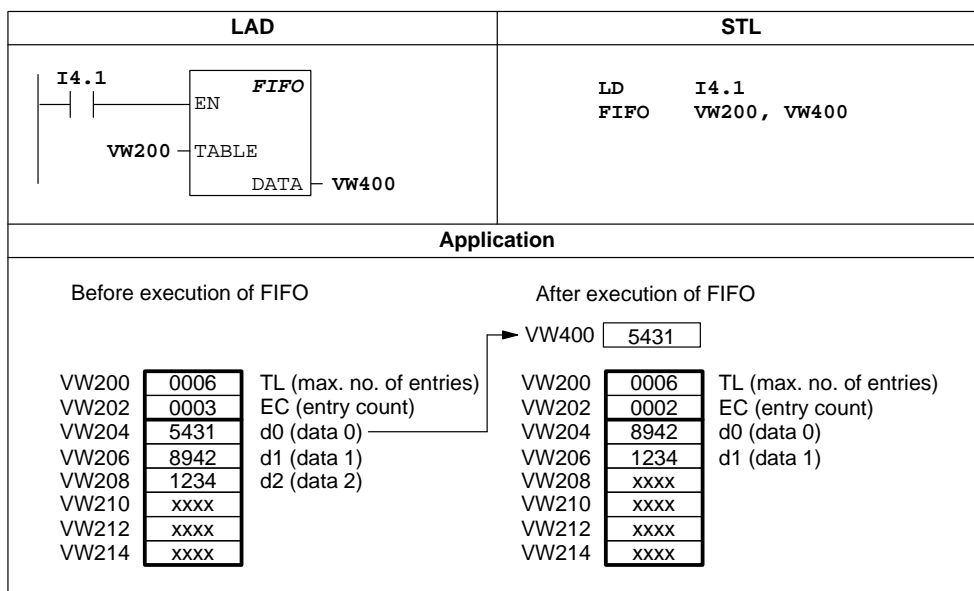 LAD
STL
I4.1
FIFO
EN
VW200
TABLE
DATA
VW400
LD I4.1
FIFO VW200, VW400
Application
Before execution of FIFO
VW200 0006 TL (max. no. of entries)
VW202 0003 EC (entry count)
VW204 5431 d0 (data 0)
VW206 8942 d1 (data 1)
VW208 1234 d2 (data 2)
VW210 xxxx
VW212 xxxx
VW214 xxxx
After execution of FIFO
VW400 5431
VW200 0006 TL (max. no. of entries)
VW202 0002 EC (entry count)
VW204 8942 d0 (data 0)
VW206 1234 d1 (data 1)
VW208 xxxx
VW210 xxxx
VW212 xxxx
VW214 xxxx